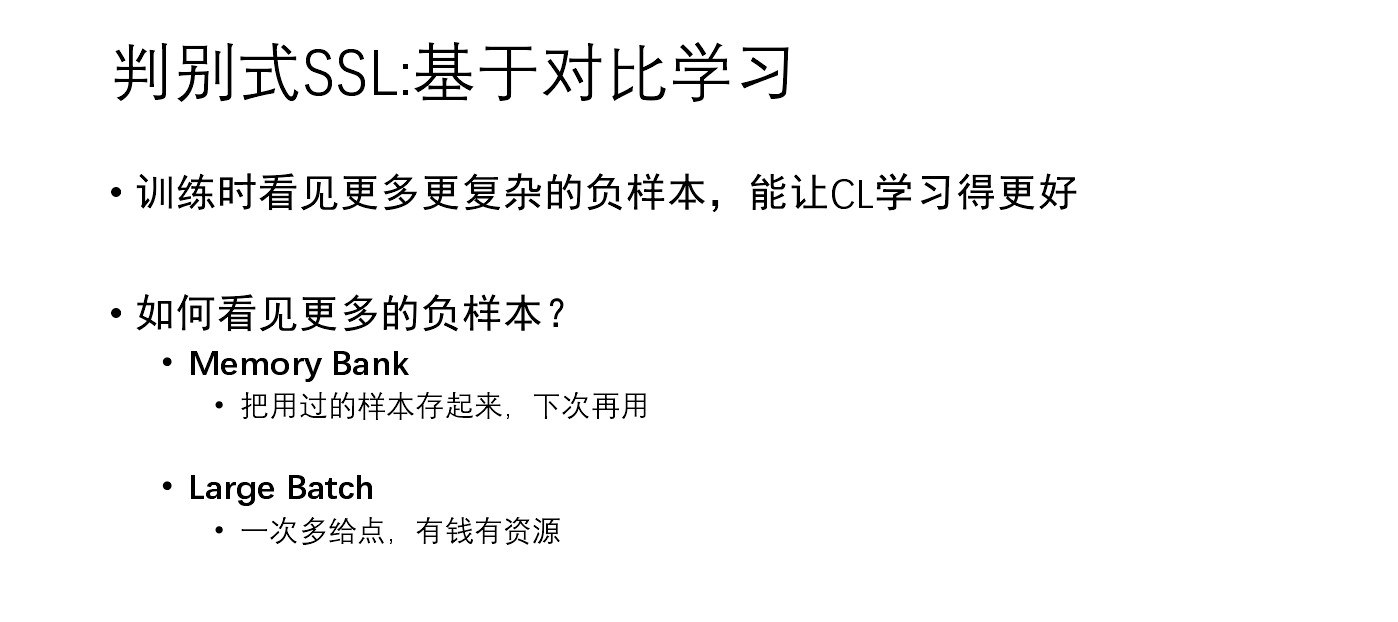 判别式SSL:基于对比学习
• 训练时看见更多更复杂的负样本，能让CL学习得更好
• 如何看见更多的负样本？
• Memory Bank
• 把用过的样本存起来，下次再用
• Large Batch
• 一次多给点，有钱有资源